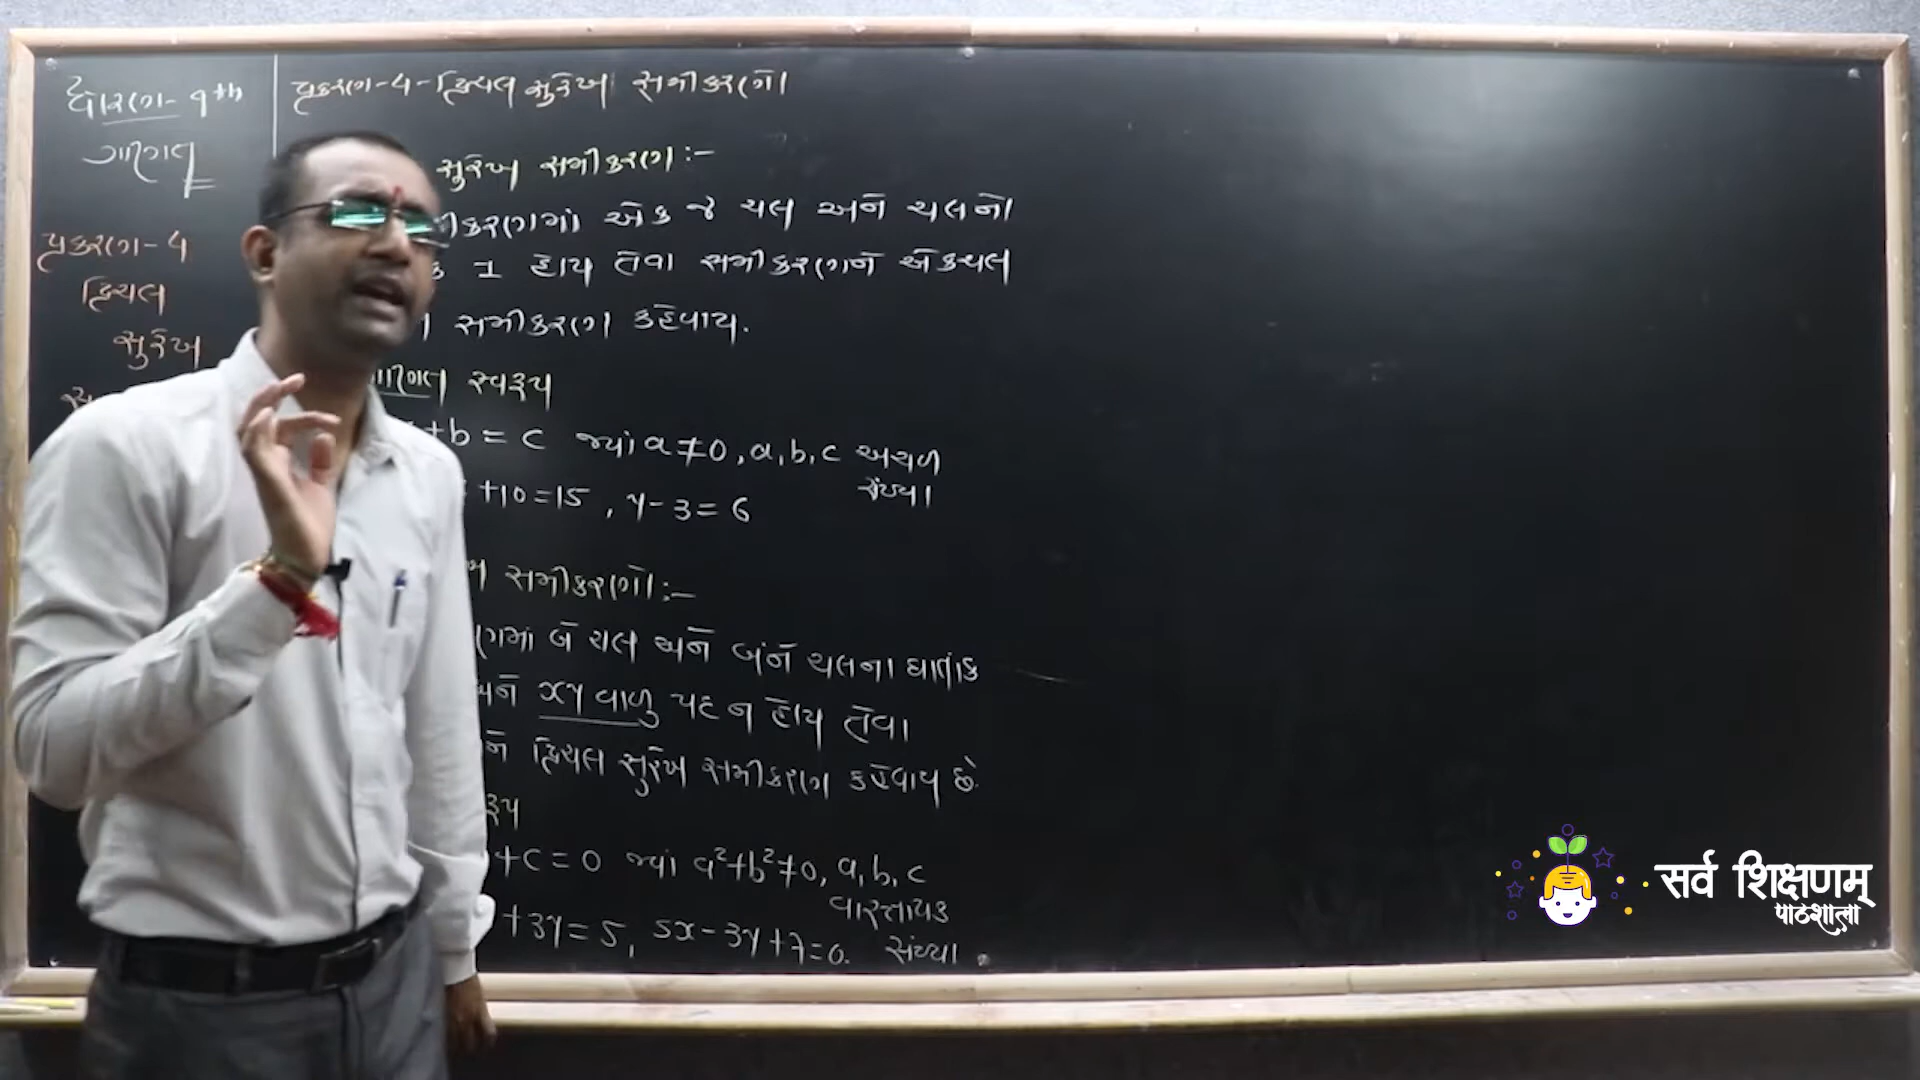 ધોરણ- 9th
ગણિત
પ્રકરણ-4
દ્વિચલ
સુરેખ
પ્રકરણ-4-દ્વિચલ સુરેખ સમીકરણો
સુરેખ સમીકરણ:-
કરણમાં એક જ ચલ અને ચલનો
1 હોય તેવા સમીકરણને એકચલ
સમીકરણ કહેવાય.
ગણિત સ્વરૂપ
+b = c જ્યાં a≠0, a, b, c અચળ
સંખ્યા
+10=15, y-3=6
સમીકરણો:-
ણમાં બે ચલ અને બંને ચલના ઘાતાંક
અને xy વાળુ પદ ન હોય તેવા
ને દ્વિચલ સુરેખ સમીકરણ કહેવાય છે.
રૂપ
+c=0 જ્યાં a²+b²≠0, a, b, c
વાસ્તવિક
+3y=5, 5x-3y+7=0. સંખ્યા
सर्व शिक्षणम्
पाठशाला